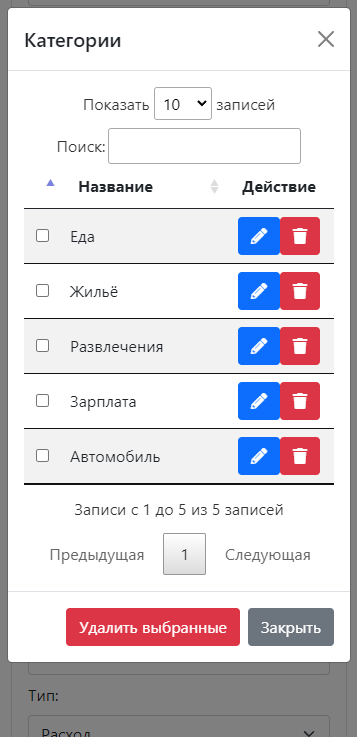 Категории
Показать 10 записей
Поиск:
Название Действие
Еда
Жильё
Развлечения
Зарплата
Автомобиль
Записи с 1 до 5 из 5 записей
Предыдущая 1 Следующая
Удалить выбранные Закрыть
Тип:
Расход